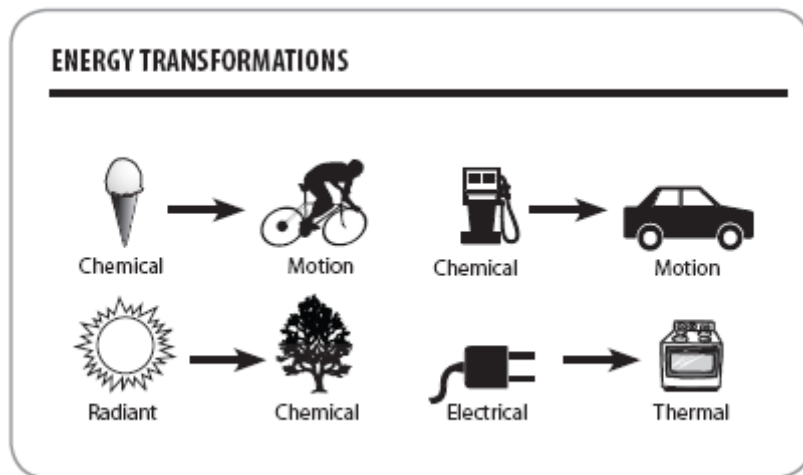 ENERGY TRANSFORMATIONS
Chemical
Motion
Chemical
Motion
Radiant
Chemical
Electrical
Thermal